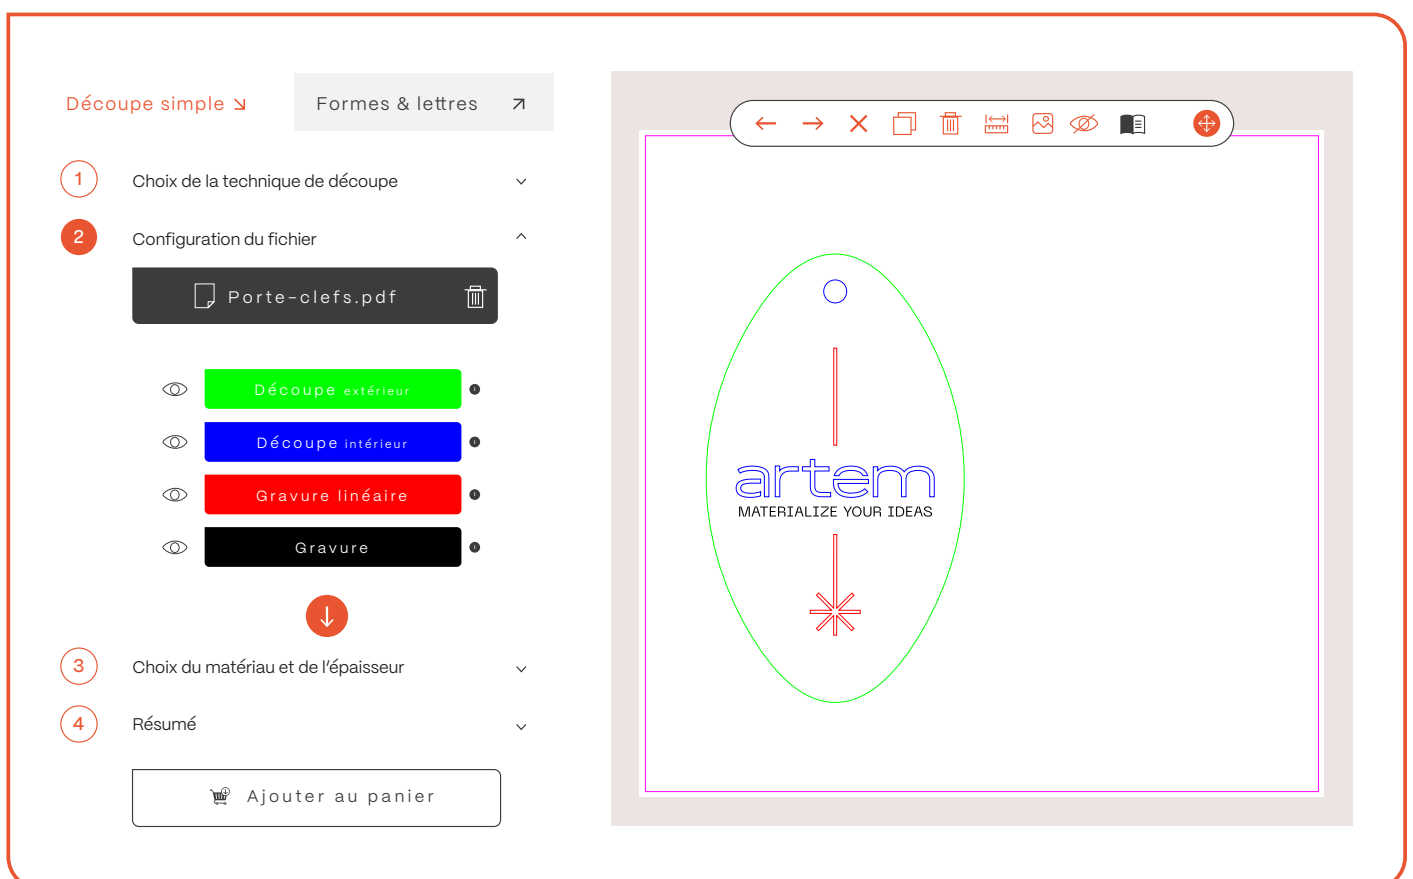 Découpe simple
Formes & lettres
1
Choix de la technique de découpe
2
Configuration du fichier
Porte-clefs.pdf
Découpe extérieur
Découpe intérieur
Gravure linéaire
Gravure
3
Choix du matériau et de l'épaisseur
4
Résumé
Ajouter au panier
artem
MATERIALIZE YOUR IDEAS